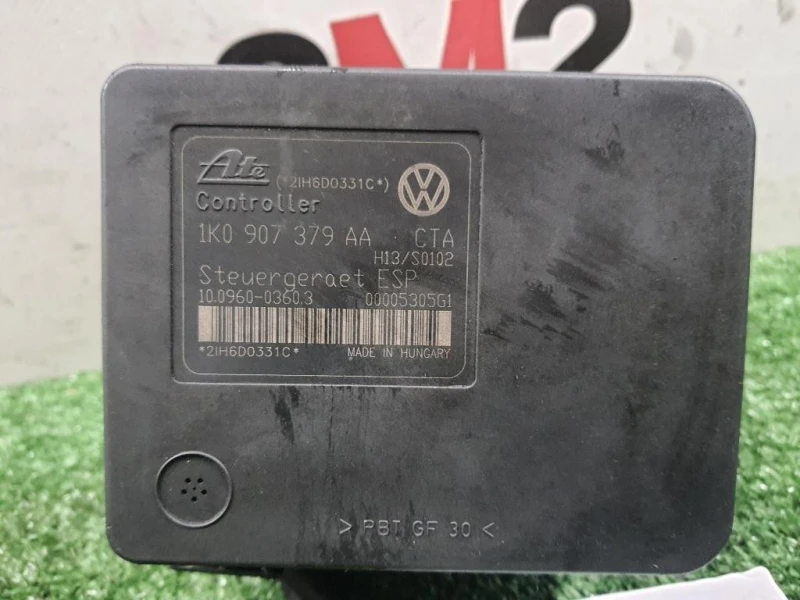 SM2
Ate (*2IH6D0331C*)
Controller
1K0 907 379 AA CTA
H13/S0102
Steuergeraet ESP
10.0960-0360.3 00005305G1
*2IH6D0331C* MADE IN HUNGARY
> PBT GF 30 <